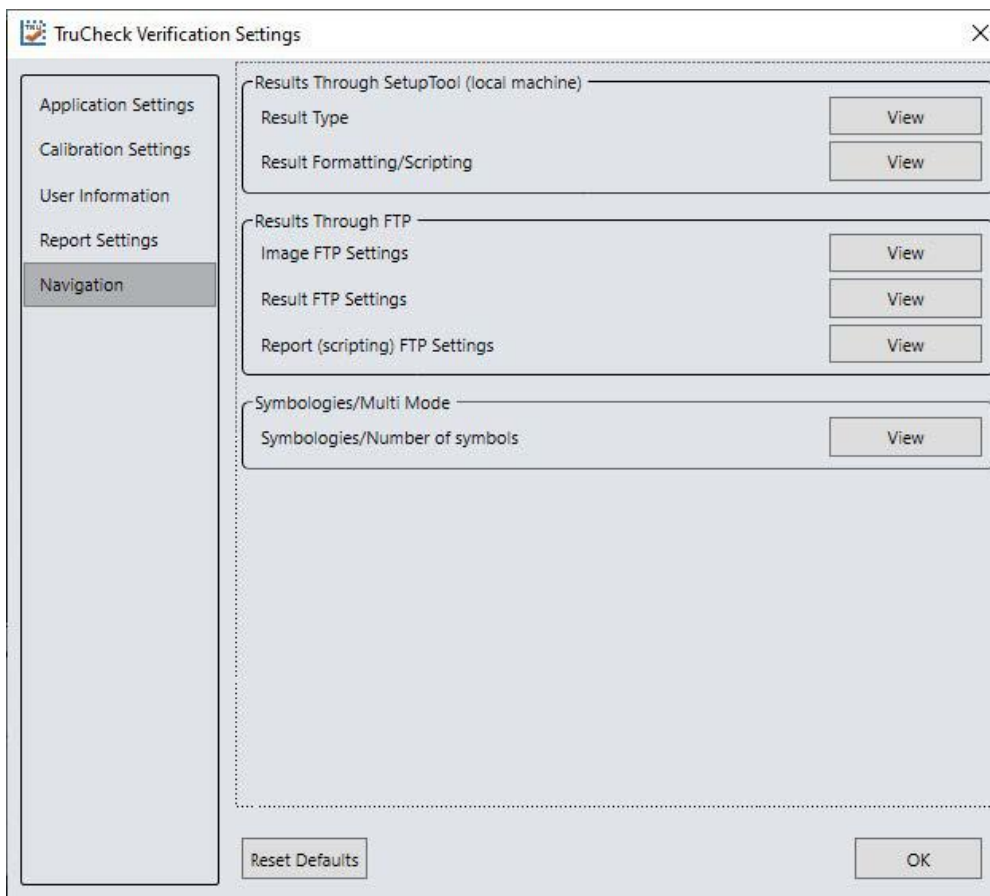 TRU
TruCheck Verification Settings
Application Settings
Calibration Settings
User Information
Report Settings
Navigation
Results Through SetupTool (local machine)
Result Type View
Result Formatting/Scripting View
Results Through FTP
Image FTP Settings View
Result FTP Settings View
Report (scripting) FTP Settings View
Symbologies/Multi Mode
Symbologies/Number of symbols View
Reset Defaults OK